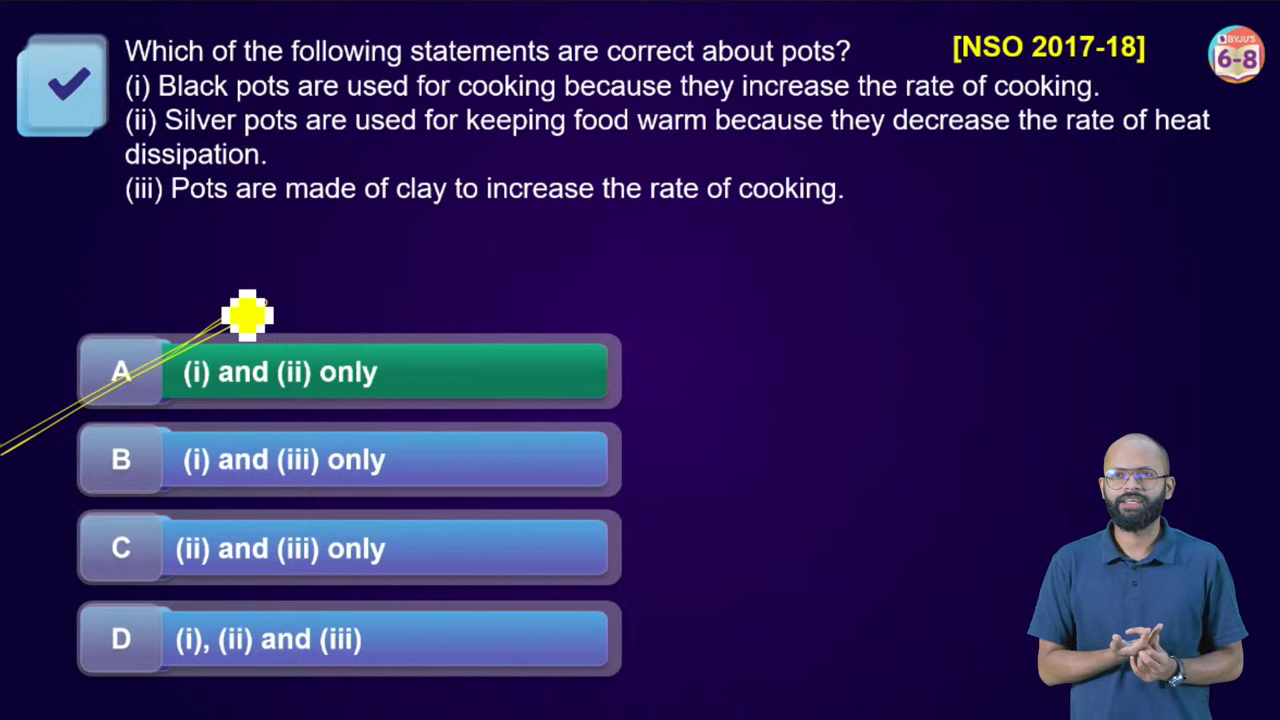 Which of the following statements are correct about pots?
[NSO 2017-18]
BYJU'S
6-8
(i) Black pots are used for cooking because they increase the rate of cooking.
(ii) Silver pots are used for keeping food warm because they decrease the rate of heat
dissipation.
(iii) Pots are made of clay to increase the rate of cooking.
A (i) and (ii) only
B (i) and (iii) only
C (ii) and (iii) only
D (i), (ii) and (iii)